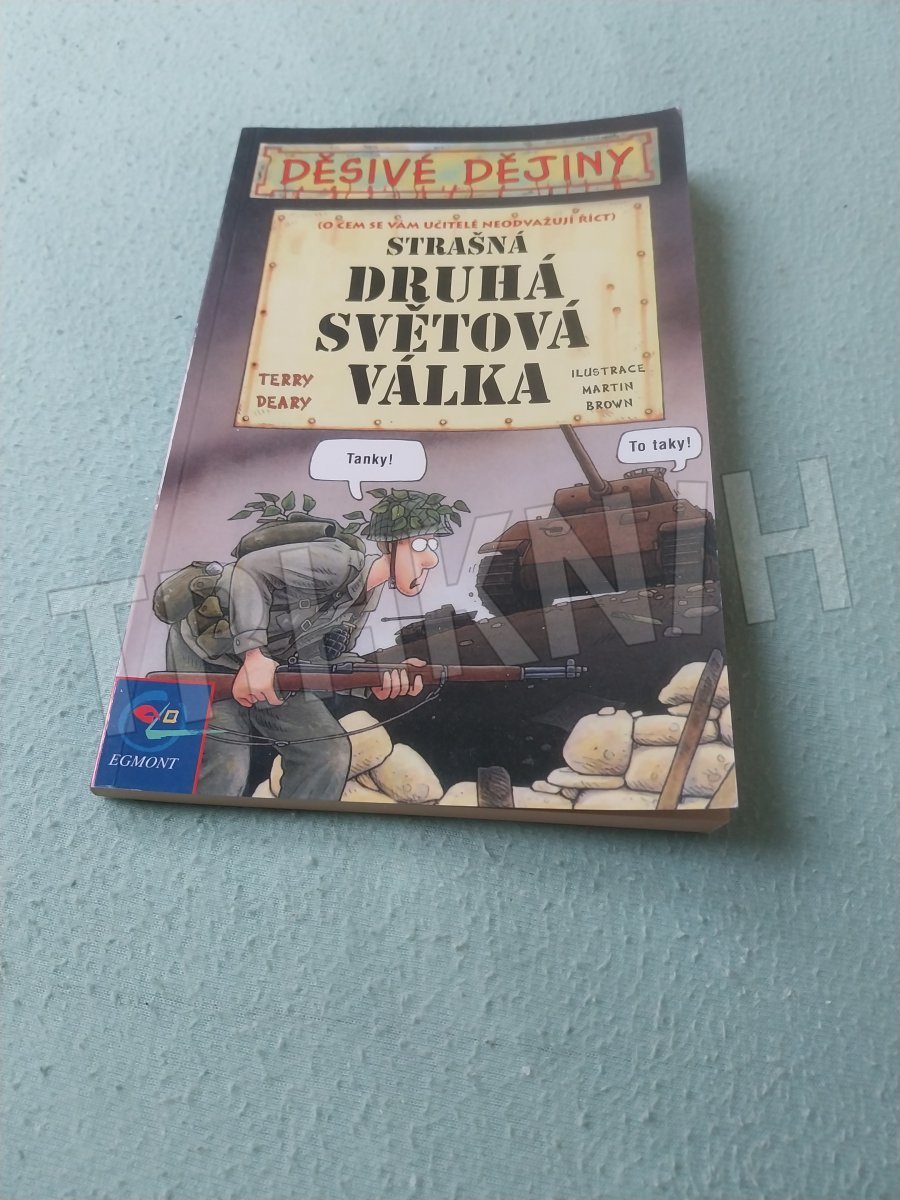 DĚSIVÉ DĚJINY
(O ČEM SE VÁM UČITELÉ NEODVAŽUJÍ ŘÍCT)
STRAŠNÁ
DRUHÁ
SVĚTOVÁ
VÁLKA
TERRY
DEARY
ILUSTRACE
MARTIN
BROWN
Tanky!
To taky!
EGMONT